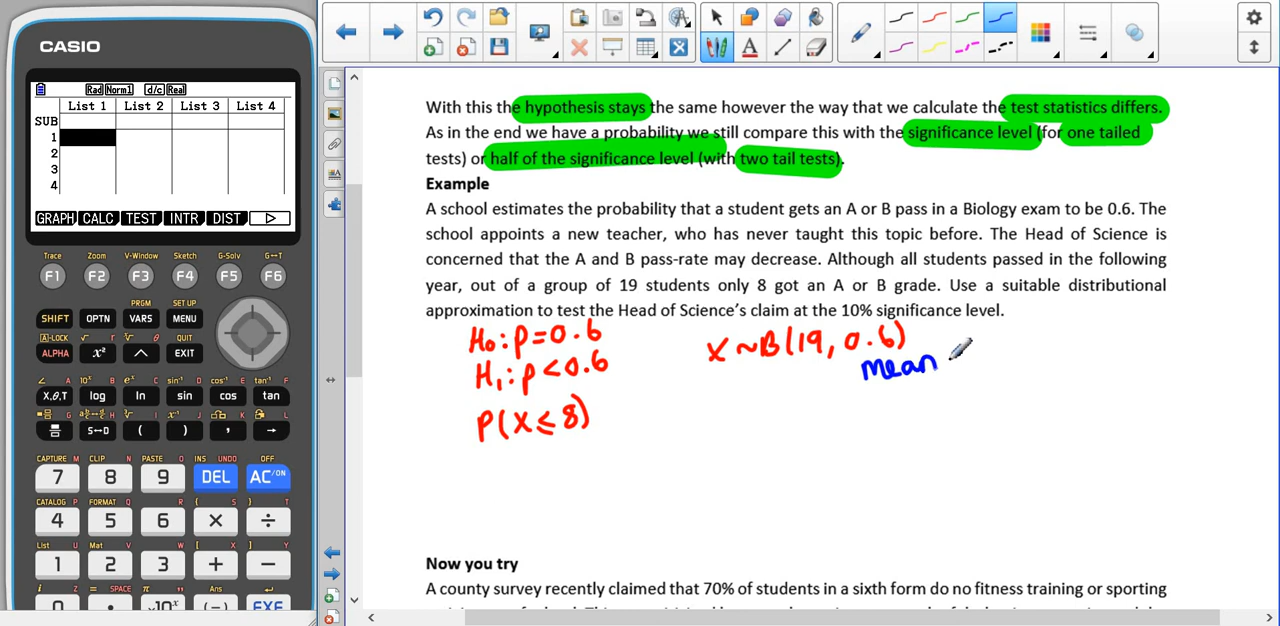 CASIO
Rad Norm1 d/c Real
List 1 List 2 List 3 List 4
SUB
1
2
3
4
GRAPH CALC TEST INTR DIST
Trace Zoom V-Window Sketch G-Solv G↔T
F1 F2 F3 F4 F5 F6
PRGM SET UP
SHIFT OPTN VARS MENU
A-LOCK QUIT
ALPHA x² ^ EXIT
X,θ,T log ln sin cos tan
S↔D ( ) , →
CAPTURE M CLIP N PASTE O INS UNDO OFF
7 8 9 DEL AC/ON
CATALOG P FORMAT Q R S T
4 5 6 × ÷
List U Mat V W X Y
1 2 3 + −
i Z = SPACE π " Ans
0 . ×10ˣ (−) EXE
With this the hypothesis stays the same however the way that we calculate the test statistics differs.
As in the end we have a probability we still compare this with the significance level (for one tailed
tests) or half of the significance level (with two tail tests).
Example
A school estimates the probability that a student gets an A or B pass in a Biology exam to be 0.6. The
school appoints a new teacher, who has never taught this topic before. The Head of Science is
concerned that the A and B pass-rate may decrease. Although all students passed in the following
year, out of a group of 19 students only 8 got an A or B grade. Use a suitable distributional
approximation to test the Head of Science's claim at the 10% significance level.
H₀: p = 0.6
X ~ B(19, 0.6)
H₁: p < 0.6
mean
P(X ≤ 8)
Now you try
A county survey recently claimed that 70% of students in a sixth form do no fitness training or sporting